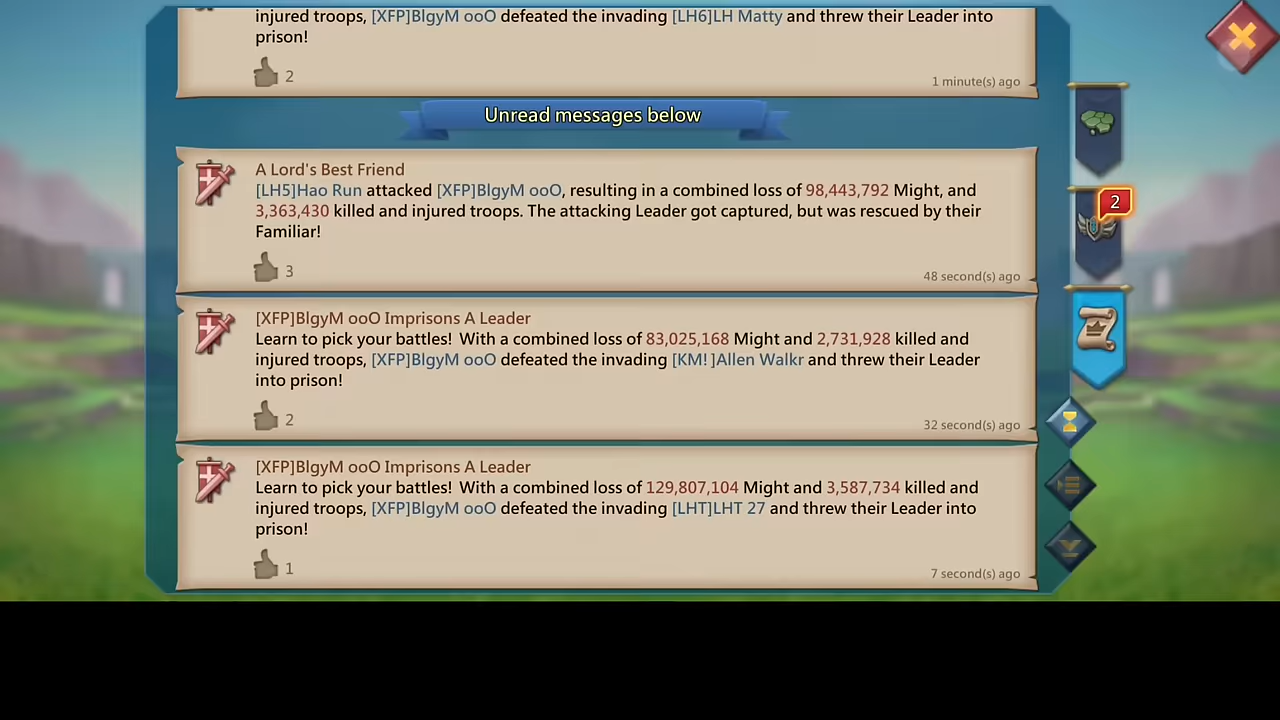 injured troops, [XFP]BlgyM ooO defeated the invading [LH6]LH Matty and threw their Leader into
prison!
2
1 minute(s) ago
Unread messages below
A Lord's Best Friend
[LH5]Hao Run attacked [XFP]BlgyM ooO, resulting in a combined loss of 98,443,792 Might, and
3,363,430 killed and injured troops. The attacking Leader got captured, but was rescued by their
Familiar!
3
48 second(s) ago
2
[XFP]BlgyM ooO Imprisons A Leader
Learn to pick your battles! With a combined loss of 83,025,168 Might and 2,731,928 killed and
injured troops, [XFP]BlgyM ooO defeated the invading [KM! ]Allen Walkr and threw their Leader
into prison!
2
32 second(s) ago
[XFP]BlgyM ooO Imprisons A Leader
Learn to pick your battles! With a combined loss of 129,807,104 Might and 3,587,734 killed and
injured troops, [XFP]BlgyM ooO defeated the invading [LHT]LHT 27 and threw their Leader into
prison!
1
7 second(s) ago